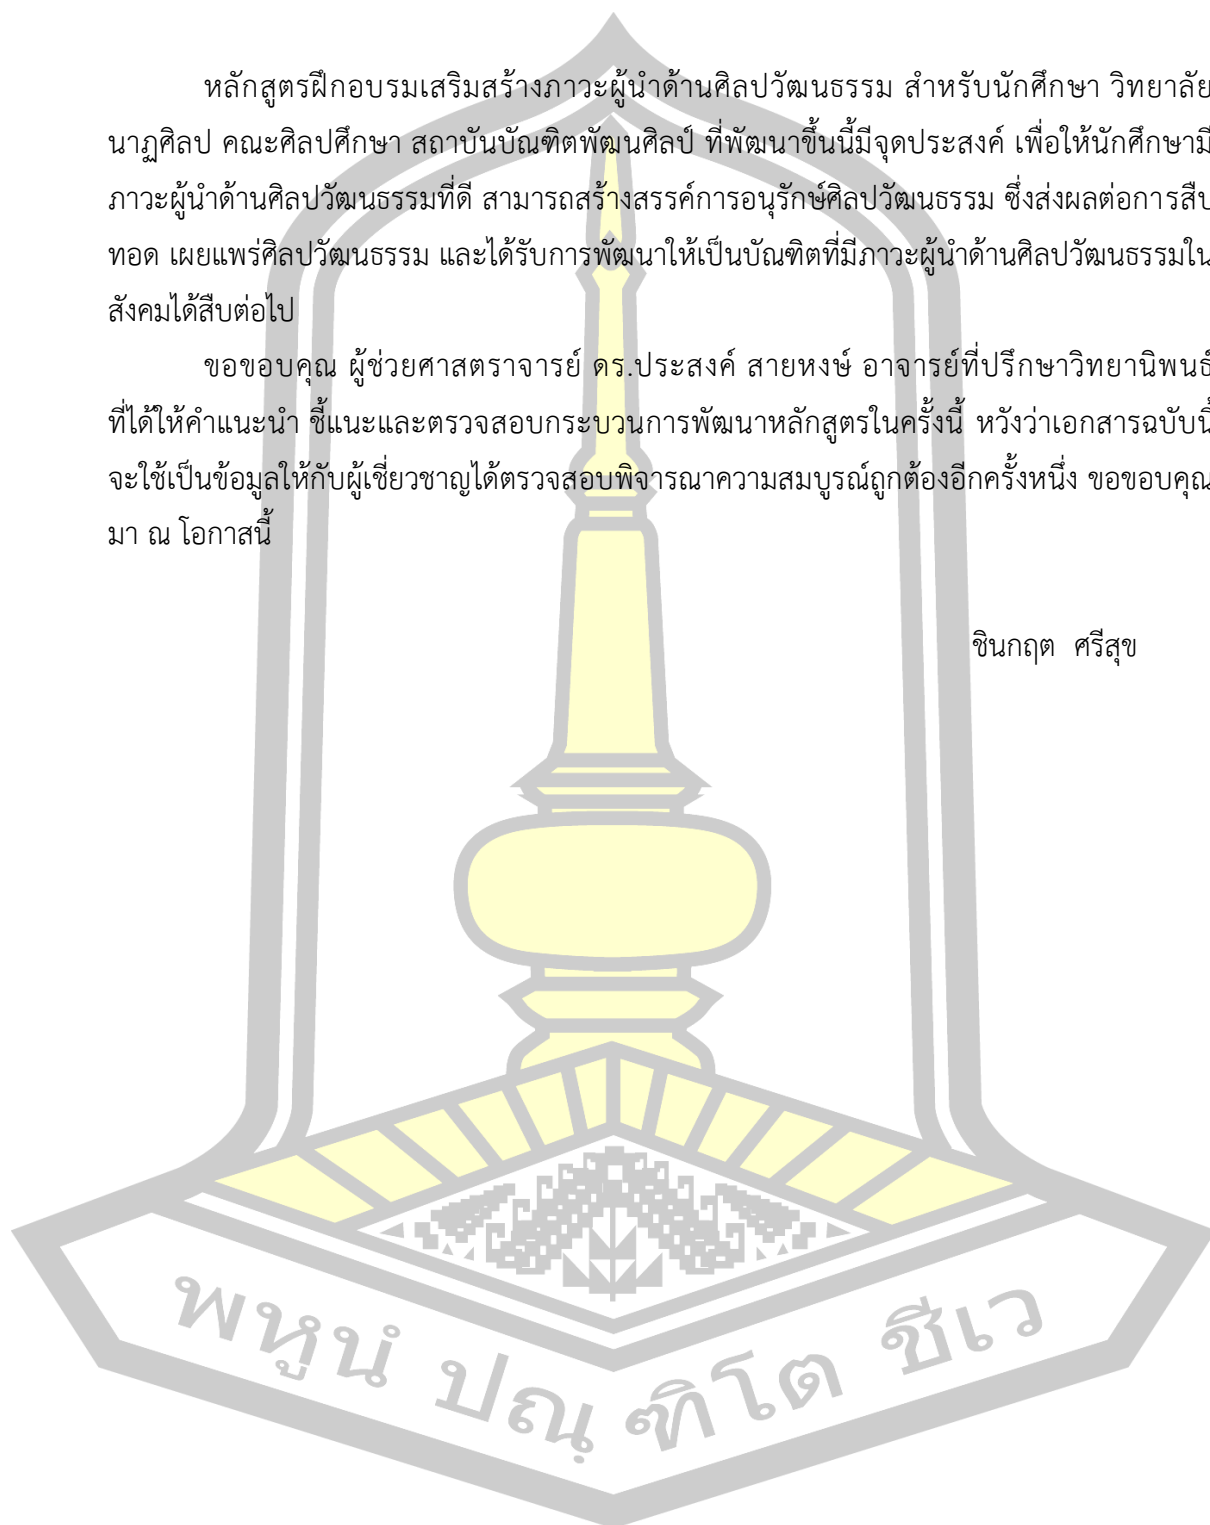 หลักสูตรฝึกอบรมเสริมสร้างภาวะผู้นำด้านศิลปวัฒนธรรม สำหรับนักศึกษา วิทยาลัย
นาฏศิลป คณะศิลปศึกษา สถาบันบัณฑิตพัฒนศิลป์ ที่พัฒนาขึ้นนี้มีจุดประสงค์ เพื่อให้นักศึกษามี
ภาวะผู้นำด้านศิลปวัฒนธรรมที่ดี สามารถสร้างสรรค์การอนุรักษ์ศิลปวัฒนธรรม ซึ่งส่งผลต่อการสืบ
ทอด เผยแพร่ศิลปวัฒนธรรม และได้รับการพัฒนาให้เป็นบัณฑิตที่มีภาวะผู้นำด้านศิลปวัฒนธรรมใน
สังคมได้สืบต่อไป
ขอขอบคุณ ผู้ช่วยศาสตราจารย์ ดร.ประสงค์ สายหงษ์ อาจารย์ที่ปรึกษาวิทยานิพนธ์
ที่ได้ให้คำแนะนำ ชี้แนะและตรวจสอบกระบวนการพัฒนาหลักสูตรในครั้งนี้ หวังว่าเอกสารฉบับนี้
จะใช้เป็นข้อมูลให้กับผู้เชี่ยวชาญได้ตรวจสอบพิจารณาความสมบูรณ์ถูกต้องอีกครั้งหนึ่ง ขอขอบคุณ
มา ณ โอกาสนี้
ชินกฤต ศรีสุข
พหูนํ ปณฺฑิโต ชีเว